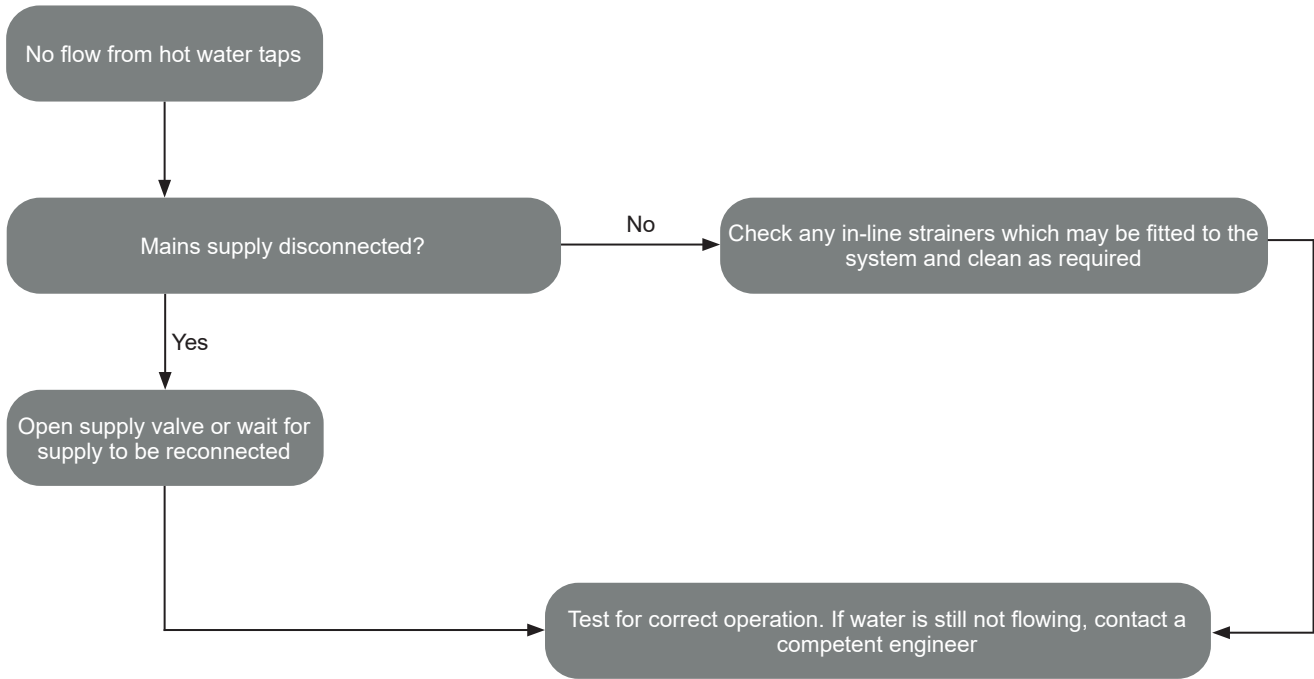 No flow from hot water taps
Mains supply disconnected?
No
Check any in-line strainers which may be fitted to the
system and clean as required
Yes
Open supply valve or wait for
supply to be reconnected
Test for correct operation. If water is still not flowing, contact a
competent engineer